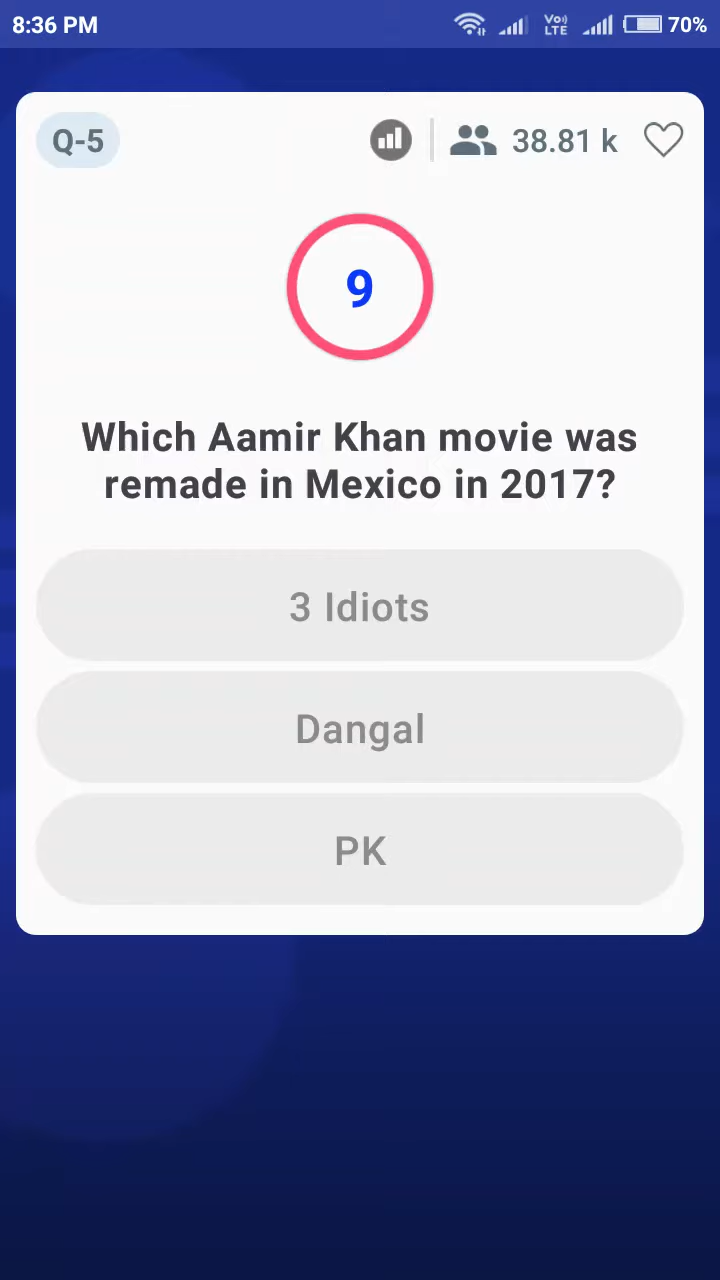 8:36 PM Vo) LTE 70%
Q-5 38.81 k
9
Which Aamir Khan movie was
remade in Mexico in 2017?
3 Idiots
Dangal
PK